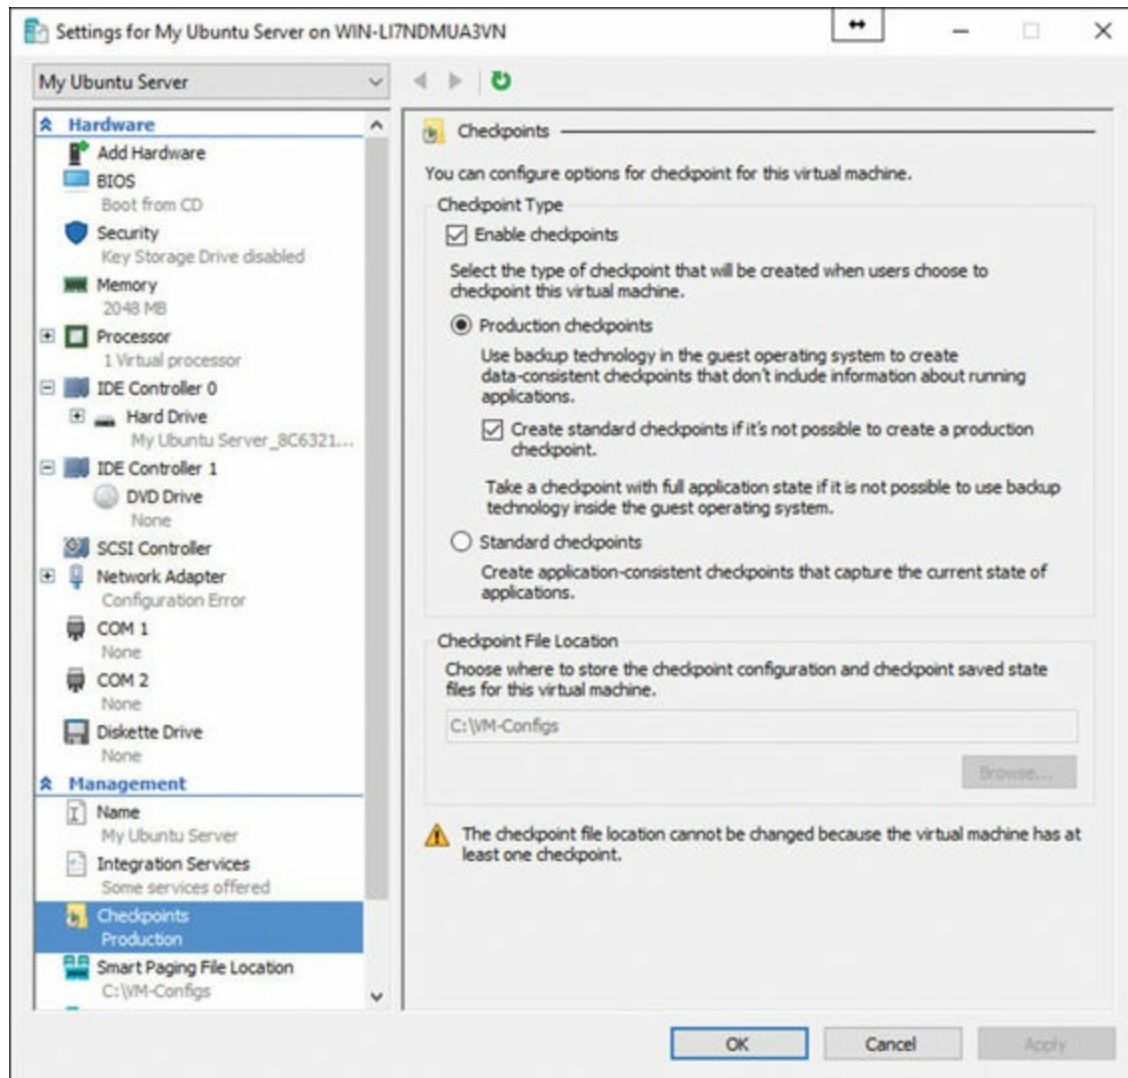 Settings for My Ubuntu Server on WIN-LI7NDMUA3VN
My Ubuntu Server
Hardware
Add Hardware
BIOS
Boot from CD
Security
Key Storage Drive disabled
Memory
2048 MB
Processor
1 Virtual processor
IDE Controller 0
Hard Drive
My Ubuntu Server_8C6321...
IDE Controller 1
DVD Drive
None
SCSI Controller
Network Adapter
Configuration Error
COM 1
None
COM 2
None
Diskette Drive
None
Management
Name
My Ubuntu Server
Integration Services
Some services offered
Checkpoints
Production
Smart Paging File Location
C:\VM-Configs
Checkpoints
You can configure options for checkpoint for this virtual machine.
Checkpoint Type
Enable checkpoints
Select the type of checkpoint that will be created when users choose to
checkpoint this virtual machine.
Production checkpoints
Use backup technology in the guest operating system to create
data-consistent checkpoints that don't include information about running
applications.
Create standard checkpoints if it's not possible to create a production
checkpoint.
Take a checkpoint with full application state if it is not possible to use backup
technology inside the guest operating system.
Standard checkpoints
Create application-consistent checkpoints that capture the current state of
applications.
Checkpoint File Location
Choose where to store the checkpoint configuration and checkpoint saved state
files for this virtual machine.
C:\VM-Configs
Browse...
The checkpoint file location cannot be changed because the virtual machine has at
least one checkpoint.
OK
Cancel
Apply